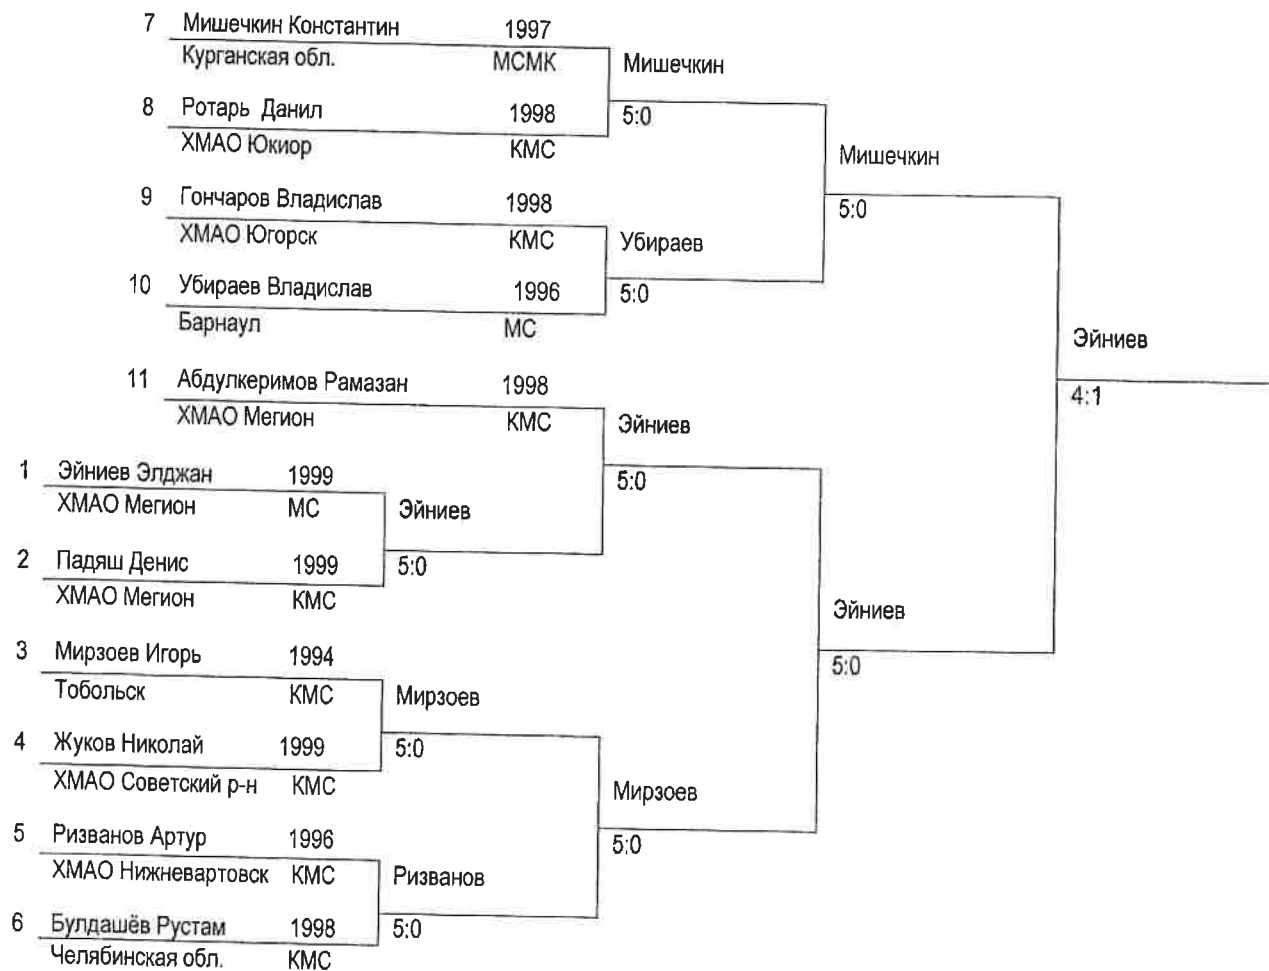 7 Мишечкин Константин 1997
Курганская обл. МСМК
Мишечкин
8 Ротарь Данил 1998
5:0
ХМАО Юкиор КМС
Мишечкин
9 Гончаров Владислав 1998
5:0
ХМАО Югорск КМС
Убираев
10 Убираев Владислав 1996
5:0
Барнаул МС
Эйниев
11 Абдулкеримов Рамазан 1998
4:1
ХМАО Мегион КМС
Эйниев
1 Эйниев Элджан 1999
5:0
ХМАО Мегион МС
Эйниев
2 Падяш Денис 1999
5:0
ХМАО Мегион КМС
Эйниев
3 Мирзоев Игорь 1994
5:0
Тобольск КМС
Мирзоев
4 Жуков Николай 1999
5:0
ХМАО Советский р-н КМС
Мирзоев
5 Ризванов Артур 1996
5:0
ХМАО Нижневартовск КМС
Ризванов
6 Булдашёв Рустам 1998
5:0
Челябинская обл. КМС